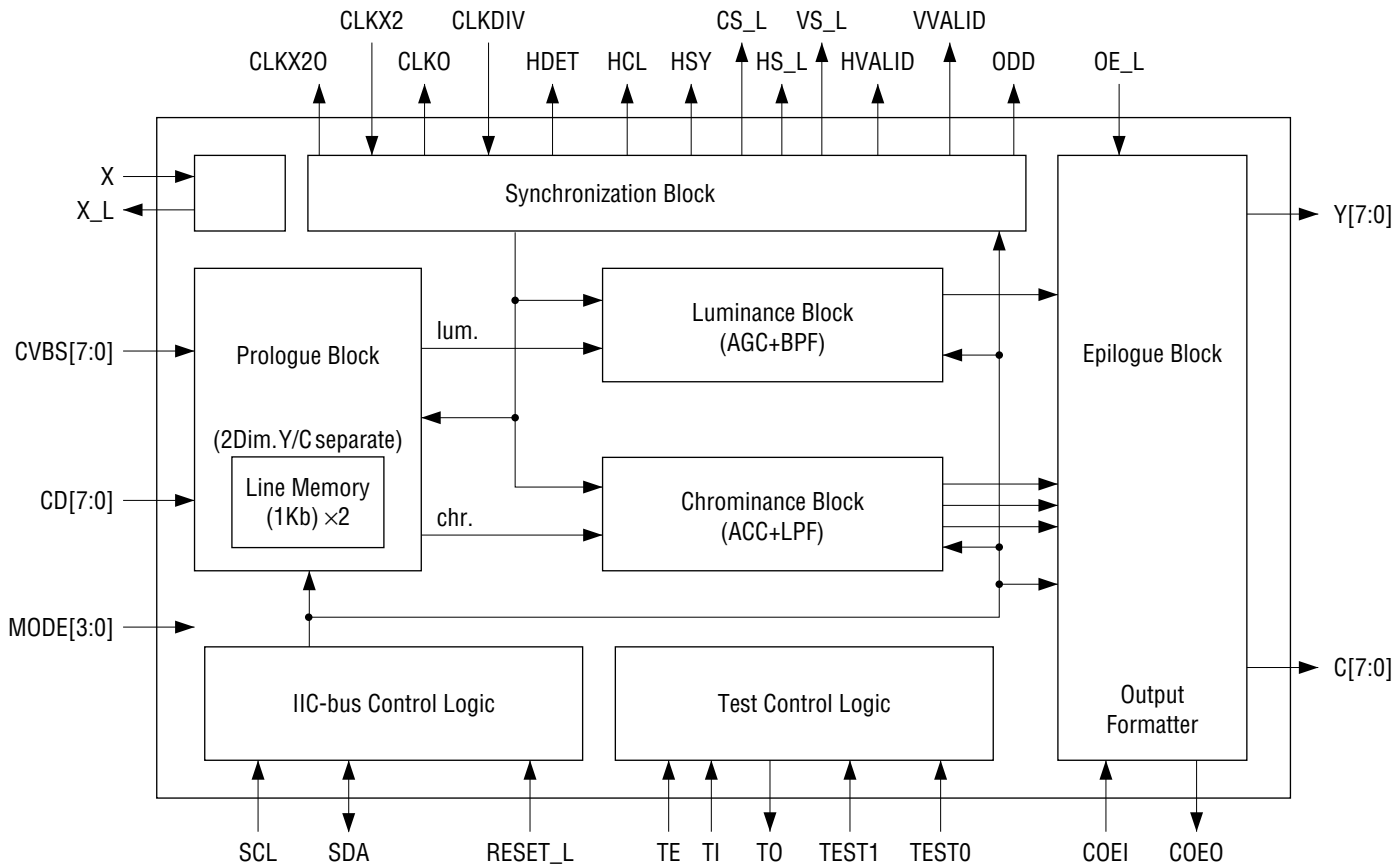 CLKX2 CLKDIV CS_L VS_L VVALID
CLKX2O CLKO HDET HCL HSY HS_L HVALID ODD OE_L
X
X_L
Synchronization Block
Y[7:0]
Luminance Block
(AGC+BPF)
lum.
CVBS[7:0]
Prologue Block
Epilogue Block
(2Dim. Y/C separate)
Line Memory
(1Kb) ×2
CD[7:0]
chr.
Chrominance Block
(ACC+LPF)
MODE[3:0]
IIC-bus Control Logic
Test Control Logic
Output
Formatter
C[7:0]
SCL SDA RESET_L TE TI TO TEST1 TEST0 COEI COEO